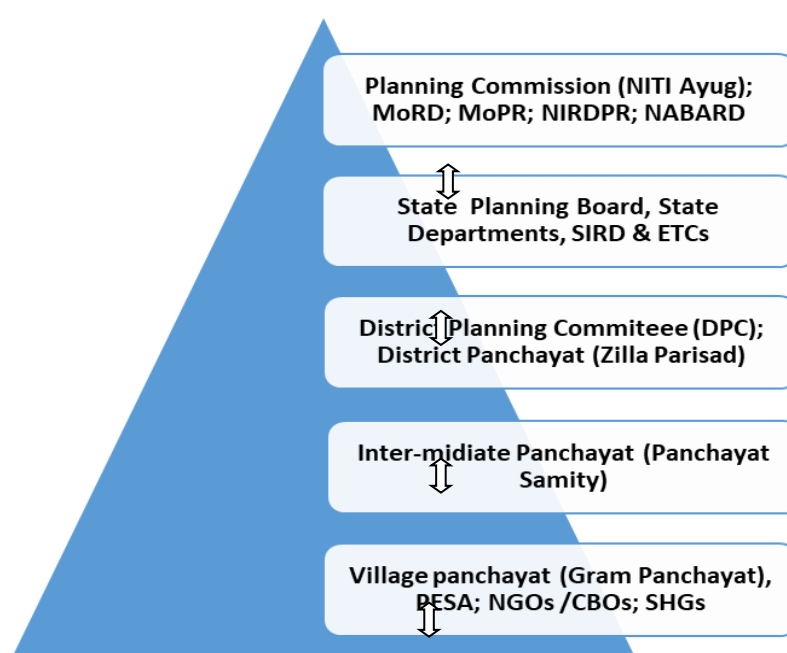 Planning Commission (NITI Ayug);
MoRD; MoPR; NIRDPR; NABARD
State Planning Board, State
Departments, SIRD & ETCs
District Planning Commiteee (DPC);
District Panchayat (Zilla Parisad)
Inter-midiate Panchayat (Panchayat
Samity)
Village panchayat (Gram Panchayat),
PESA; NGOs /CBOs; SHGs